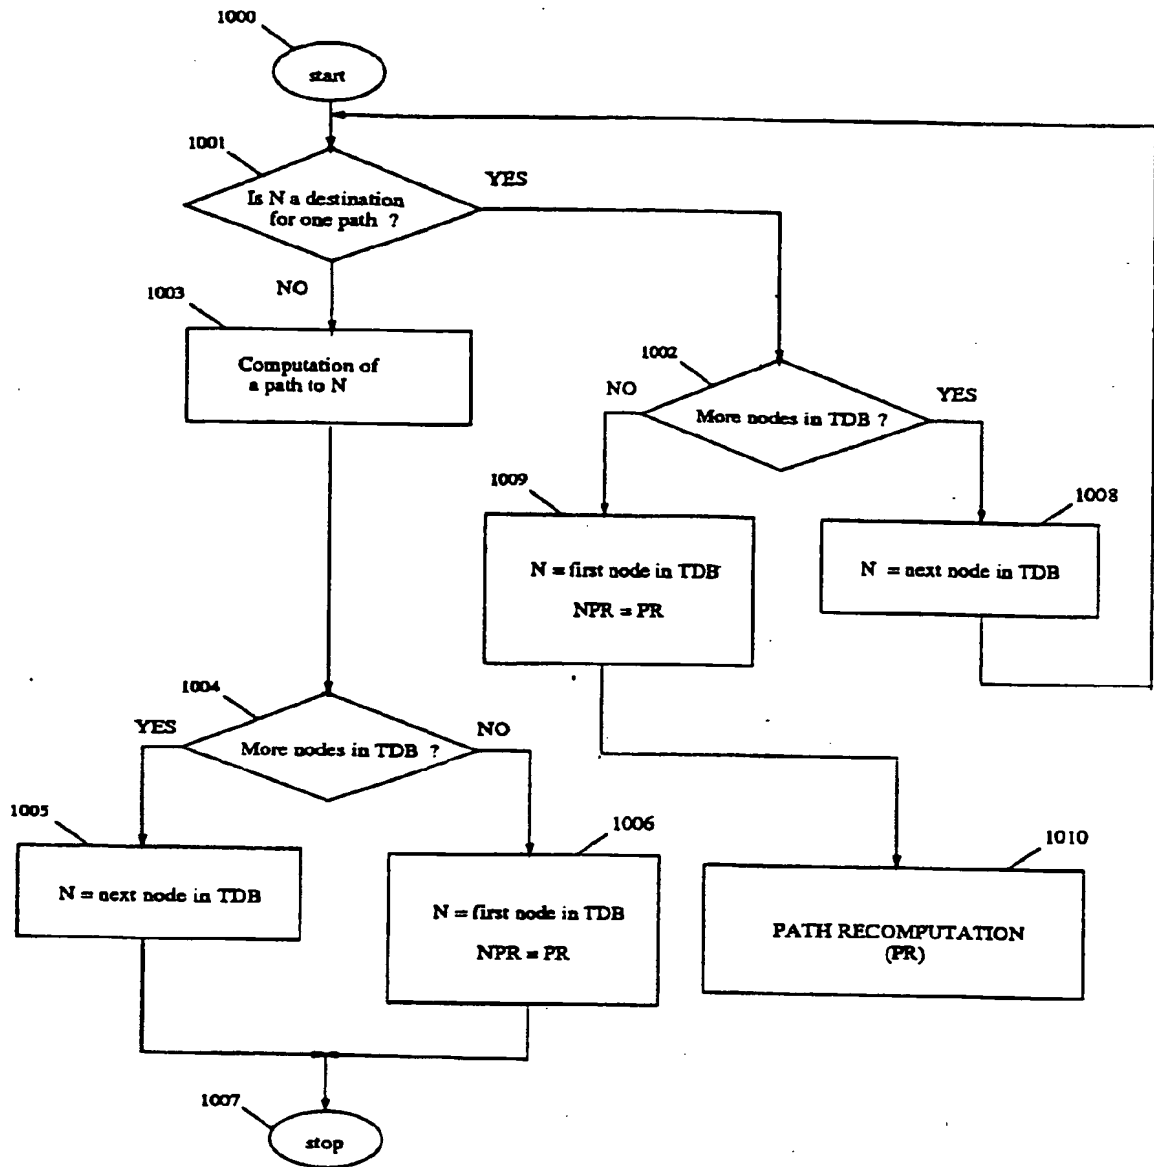 1000
start
1001
Is N a destination
for one path ?
YES
NO
1003
Computation of
a path to N
1002
NO
YES
More nodes in TDB ?
1009
N = first node in TDB
NPR = PR
1008
N = next node in TDB
1004
YES
NO
More nodes in TDB ?
1005
N = next node in TDB
1006
N = first node in TDB
NPR = PR
1010
PATH RECOMPUTATION
(PR)
1007
stop